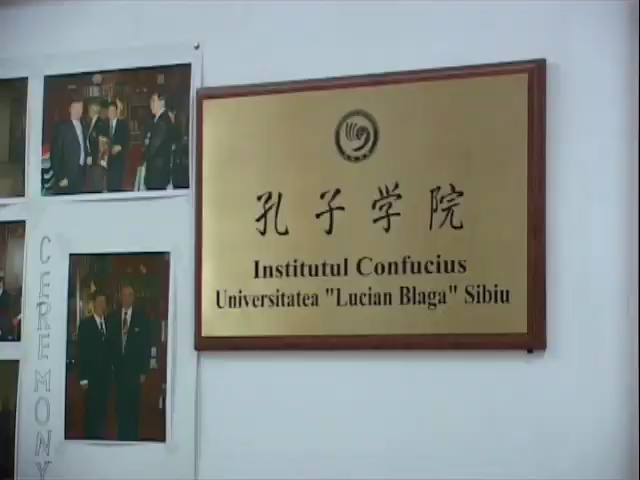 CEREMONY
孔子学院
Institutul Confucius
Universitatea "Lucian Blaga" Sibiu